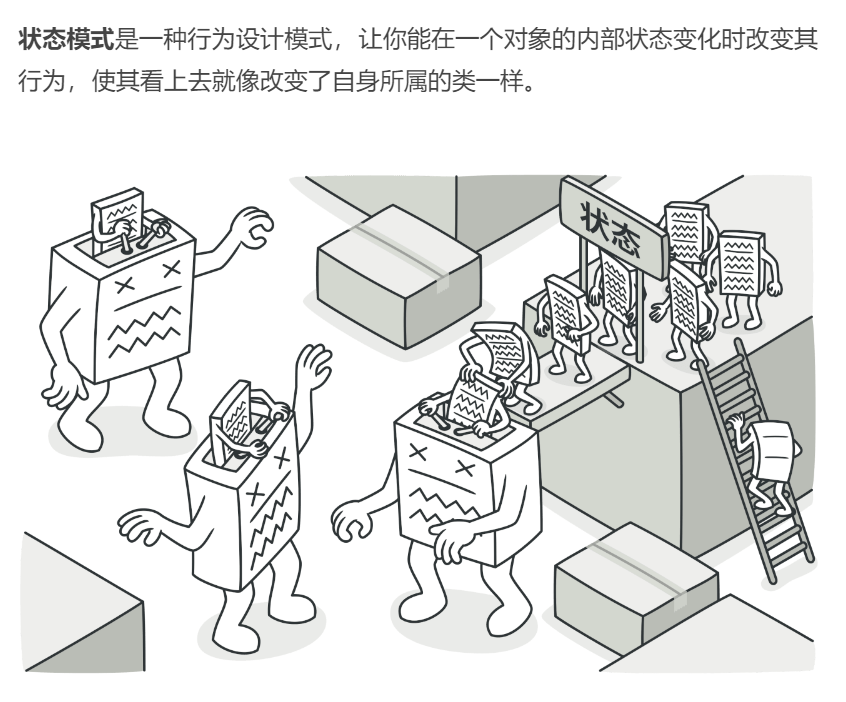 状态模式是一种行为设计模式，让你能在一个对象的内部状态变化时改变其
行为，使其看上去就像改变了自身所属的类一样。
状态